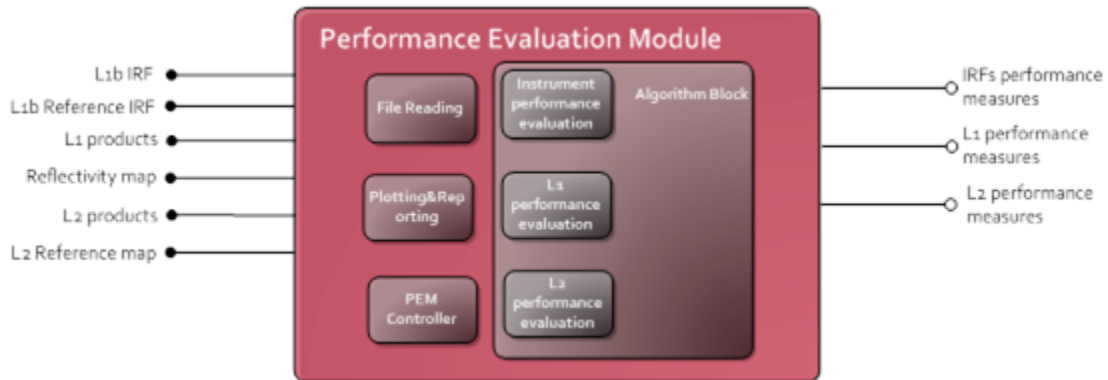 Performance Evaluation Module
L1b IRF
L1b Reference IRF
L1 products
Reflectivity map
L2 products
L2 Reference map
File Reading
Plotting&Rep
orting
PEM
Controller
Instrument
performance
evaluation
Algorithm Block
L1
performance
evaluation
L2
performance
evaluation
IRFs performance
measures
L1 performance
measures
L2 performance
measures